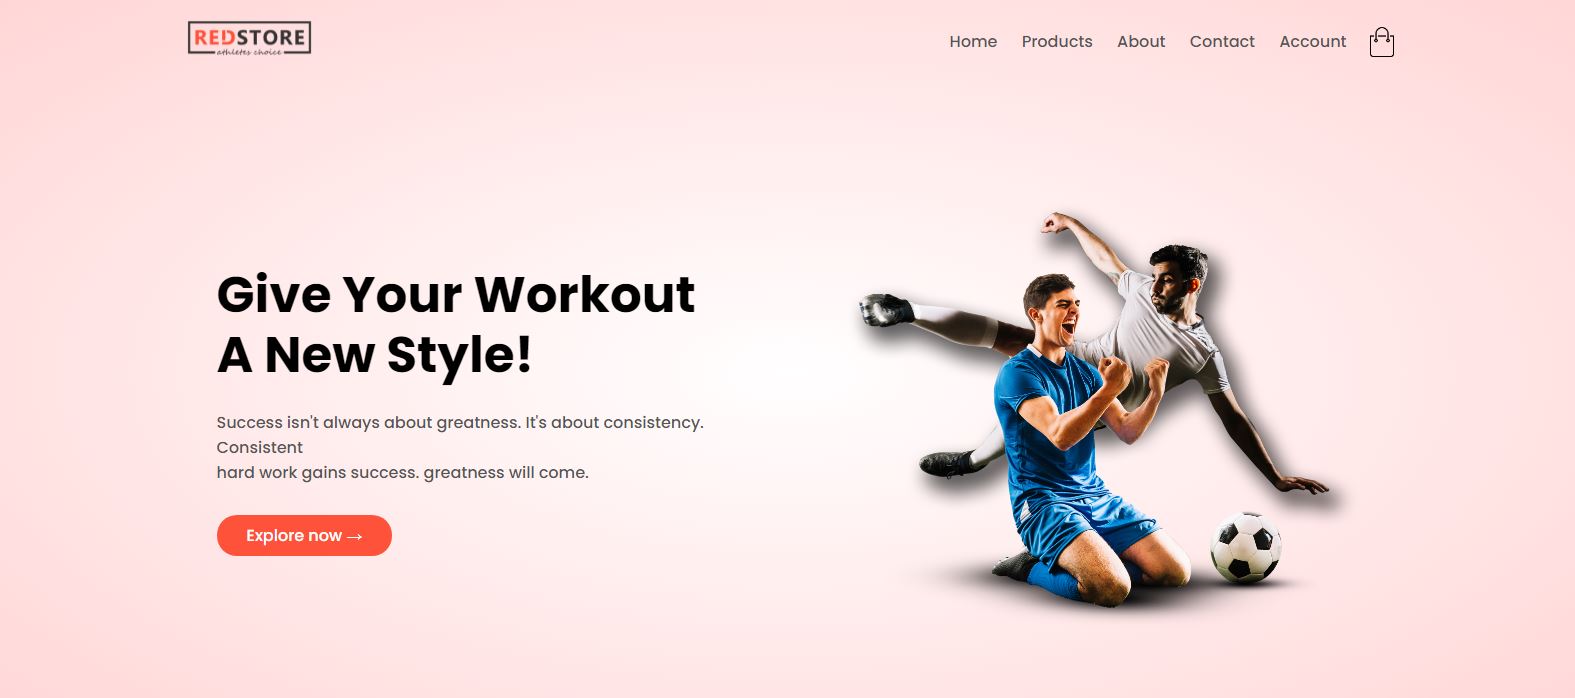 REDSTORE
athletes choice
Home Products About Contact Account
Give Your Workout
A New Style!
Success isn't always about greatness. It's about consistency.
Consistent
hard work gains success. greatness will come.
Explore now →